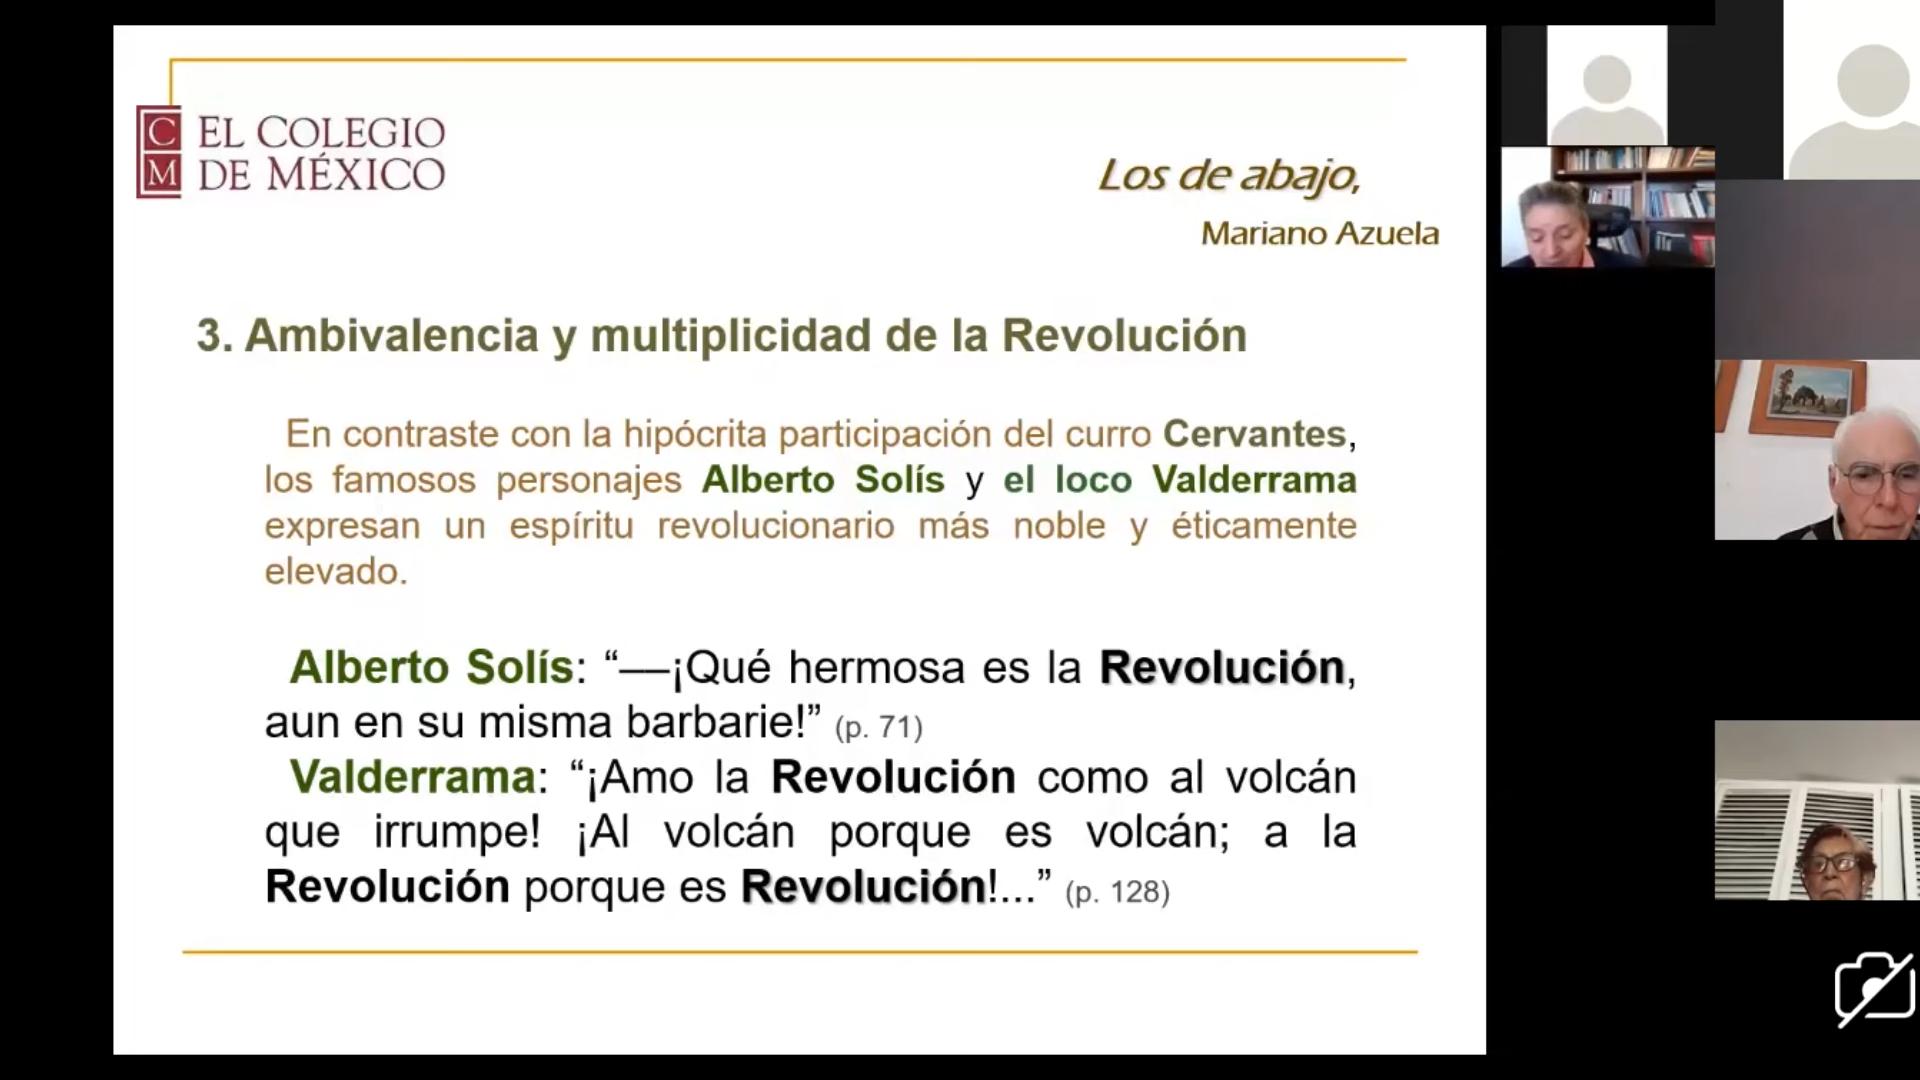 C
M
EL COLEGIO
DE MÉXICO
Los de abajo,
Mariano Azuela
3. Ambivalencia y multiplicidad de la Revolución
En contraste con la hipócrita participación del curro Cervantes,
los famosos personajes Alberto Solís y el loco Valderrama
expresan un espíritu revolucionario más noble y éticamente
elevado.
Alberto Solís: “––¡Qué hermosa es la Revolución,
aun en su misma barbarie!” (p. 71)
Valderrama: “¡Amo la Revolución como al volcán
que irrumpe! ¡Al volcán porque es volcán; a la
Revolución porque es Revolución!...” (p. 128)